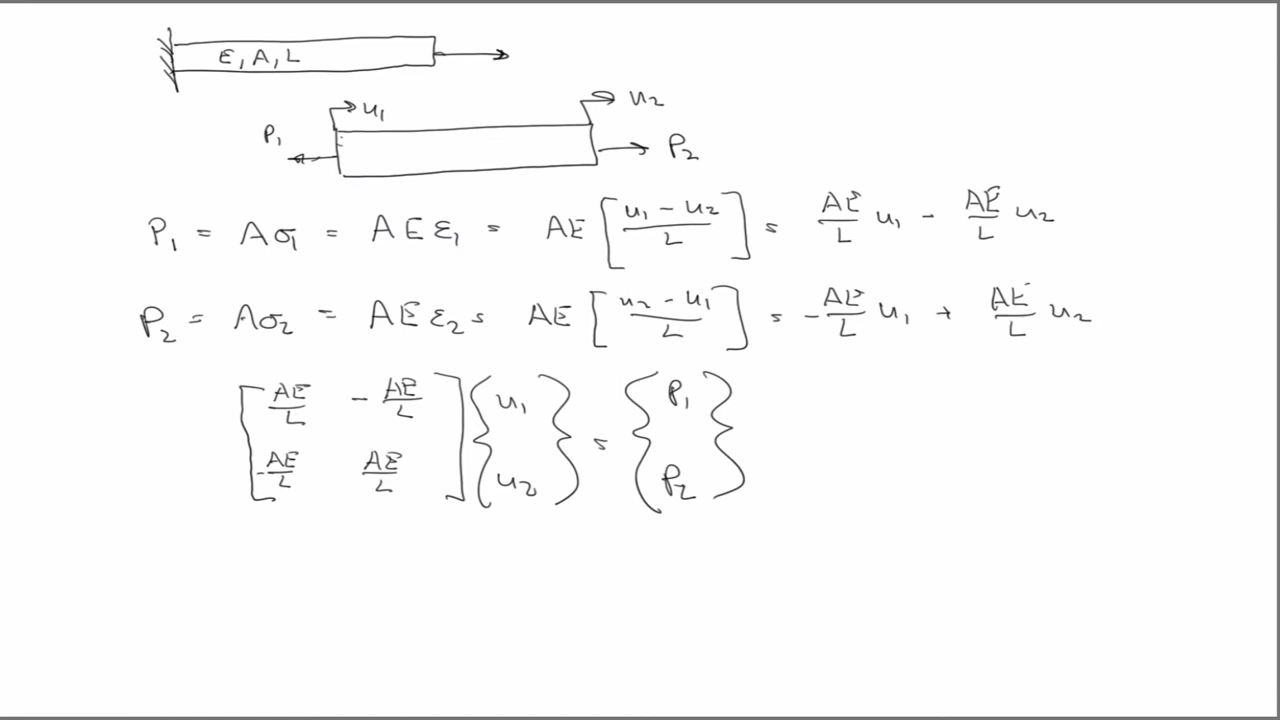 E, A, L
u₁ u₂
P₁ P₂
P₁ = Aσ₁ = AEε₁ = AE [(u₁ - u₂)/L] = AE/L u₁ - AE/L u₂
P₂ = Aσ₂ = AEε₂ = AE [(u₂ - u₁)/L] = -AE/L u₁ + AE/L u₂
[AE/L -AE/L] {u₁} = {P₁}
[-AE/L AE/L] {u₂} {P₂}